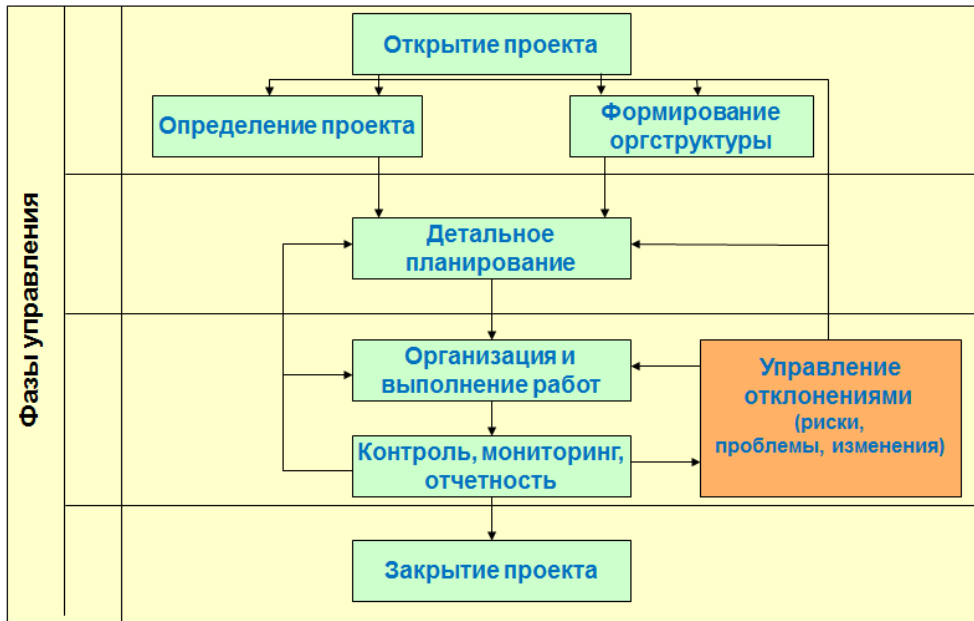 Фазы управления
Открытие проекта
Определение проекта
Формирование
оргструктуры
Детальное
планирование
Организация и
выполнение работ
Управление
отклонениями
(риски,
проблемы, изменения)
Контроль, мониторинг,
отчетность
Закрытие проекта